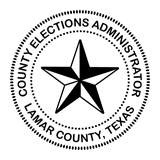 COUNTY ELECTIONS ADMINISTRATOR
LAMAR COUNTY, TEXAS